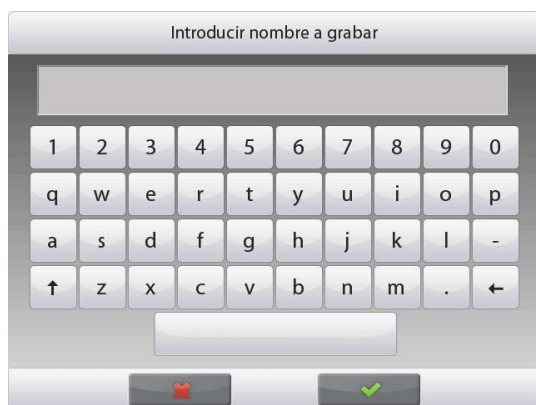 Introducir nombre a grabar
1 2 3 4 5 6 7 8 9 0
q w e r t y u i o p
a s d f g h j k l -
↑ z x c v b n m . ←